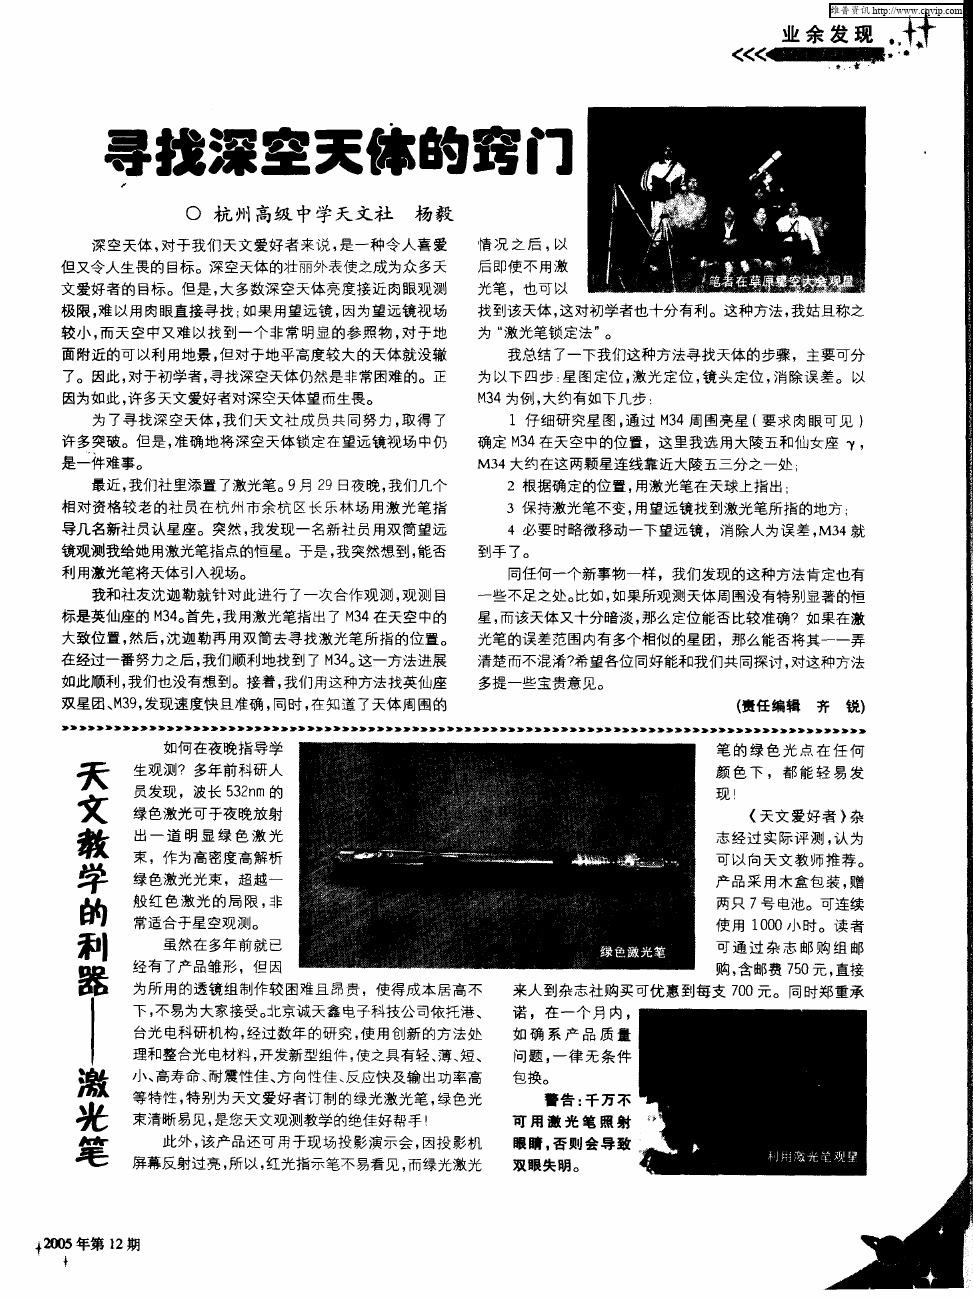 维普资讯 http://www.cqvip.com
业余发现
寻找深空天体的窍门
○ 杭州高级中学天文社 杨毅
深空天体,对于我们天文爱好者来说,是一种令人喜爱
但又令人生畏的目标。深空天体的壮丽外表使之成为众多天
文爱好者的目标。但是,大多数深空天体亮度接近肉眼观测
极限,难以用肉眼直接寻找;如果用望远镜,因为望远镜视场
较小,而天空中又难以找到一个非常明显的参照物,对于地
面附近的可以利用地景,但对于地平高度较大的天体就没辙
了。因此,对于初学者,寻找深空天体仍然是非常困难的。正
因为如此,许多天文爱好者对深空天体望而生畏。
为了寻找深空天体,我们天文社成员共同努力,取得了
许多突破。但是,准确地将深空天体锁定在望远镜视场中仍
是一件难事。
最近,我们社里添置了激光笔。9月29日夜晚,我们几个
相对资格较老的社员在杭州市余杭区长乐林场用激光笔指
导几名新社员认星座。突然,我发现一名新社员用双筒望远
镜观测我给她用激光笔指点的恒星。于是,我突然想到,能否
利用激光笔将天体引入视场。
我和社友沈迦勒就针对此进行了一次合作观测,观测目
标是英仙座的M34。首先,我用激光笔指出了M34在天空中的
大致位置,然后,沈迦勒再用双筒去寻找激光笔所指的位置。
在经过一番努力之后,我们顺利地找到了M34。这一方法进展
如此顺利,我们也没有想到。接着,我们用这种方法找英仙座
双星团、M39,发现速度快且准确,同时,在知道了天体周围的
情况之后,以
后即使不用激
光笔，也可以
笔者在草原星空大会观星
找到该天体,这对初学者也十分有利。这种方法,我姑且称之
为“激光笔锁定法”。
我总结了一下我们这种方法寻找天体的步骤，主要可分
为以下四步:星图定位,激光定位,镜头定位,消除误差。以
M34为例,大约有如下几步:
1 仔细研究星图,通过M34周围亮星(要求肉眼可见)
确定M34在天空中的位置，这里我选用大陵五和仙女座γ，
M34大约在这两颗星连线靠近大陵五三分之一处;
2 根据确定的位置,用激光笔在天球上指出;
3 保持激光笔不变,用望远镜找到激光笔所指的地方;
4 必要时略微移动一下望远镜，消除人为误差,M34就
到手了。
同任何一个新事物一样，我们发现的这种方法肯定也有
一些不足之处。比如,如果所观测天体周围没有特别显著的恒
星,而该天体又十分暗淡,那么定位能否比较准确？如果在激
光笔的误差范围内有多个相似的星团，那么能否将其一一弄
清楚而不混淆?希望各位同好能和我们共同探讨,对这种方法
多提一些宝贵意见。
(责任编辑 齐 锐)
天文教学的利器——激光笔
如何在夜晚指导学
生观测？多年前科研人
员发现，波长532nm的
绿色激光可于夜晚放射
出一道明显绿色激光
束，作为高密度高解析
绿色激光光束，超越一
般红色激光的局限,非
常适合于星空观测。
虽然在多年前就已
经有了产品雏形，但因
为所用的透镜组制作较困难且昂贵，使得成本居高不
下,不易为大家接受。北京诚天鑫电子科技公司依托港、
台光电科研机构,经过数年的研究,使用创新的方法处
理和整合光电材料,开发新型组件,使之具有轻、薄、短、
小、高寿命、耐震性佳、方向性佳、反应快及输出功率高
等特性,特别为天文爱好者订制的绿光激光笔,绿色光
束清晰易见,是您天文观测教学的绝佳好帮手!
此外,该产品还可用于现场投影演示会,因投影机
屏幕反射过亮,所以,红光指示笔不易看见,而绿光激光
绿色激光笔
笔的绿色光点在任何
颜色下，都能轻易发
现!
《天文爱好者》杂
志经过实际评测,认为
可以向天文教师推荐。
产品采用木盒包装,赠
两只7号电池。可连续
使用1000小时。读者
可通过杂志邮购组邮
购,含邮费750元,直接
来人到杂志社购买可优惠到每支700元。同时郑重承
诺，在一个月内，
如确系产品质量
问题,一律无条件
包换。
警告:千万不
可用激光笔照射
眼睛,否则会导致
双眼失明。
利用激光笔观星
2005年第12期